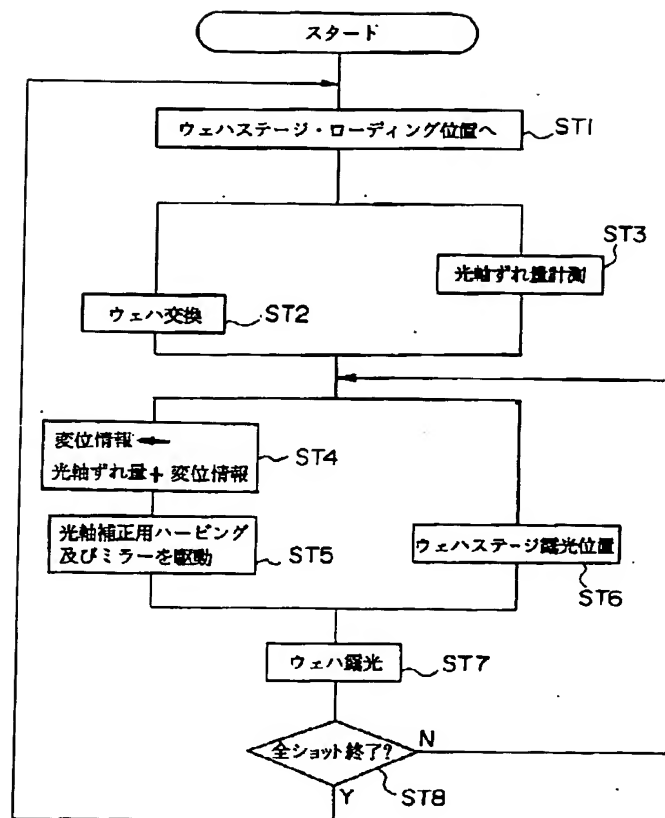 スタード
ウェハステージ・ローディング位置へ
ST1
ST3
光軸ずれ量計測
ウェハ交換
ST2
変位情報←
光軸ずれ量+変位情報
ST4
光軸補正用ハービング
及びミラーを駆動
ST5
ウェハステージ露光位置
ST6
ウェハ露光
ST7
全ショット終了?
N
Y
ST8